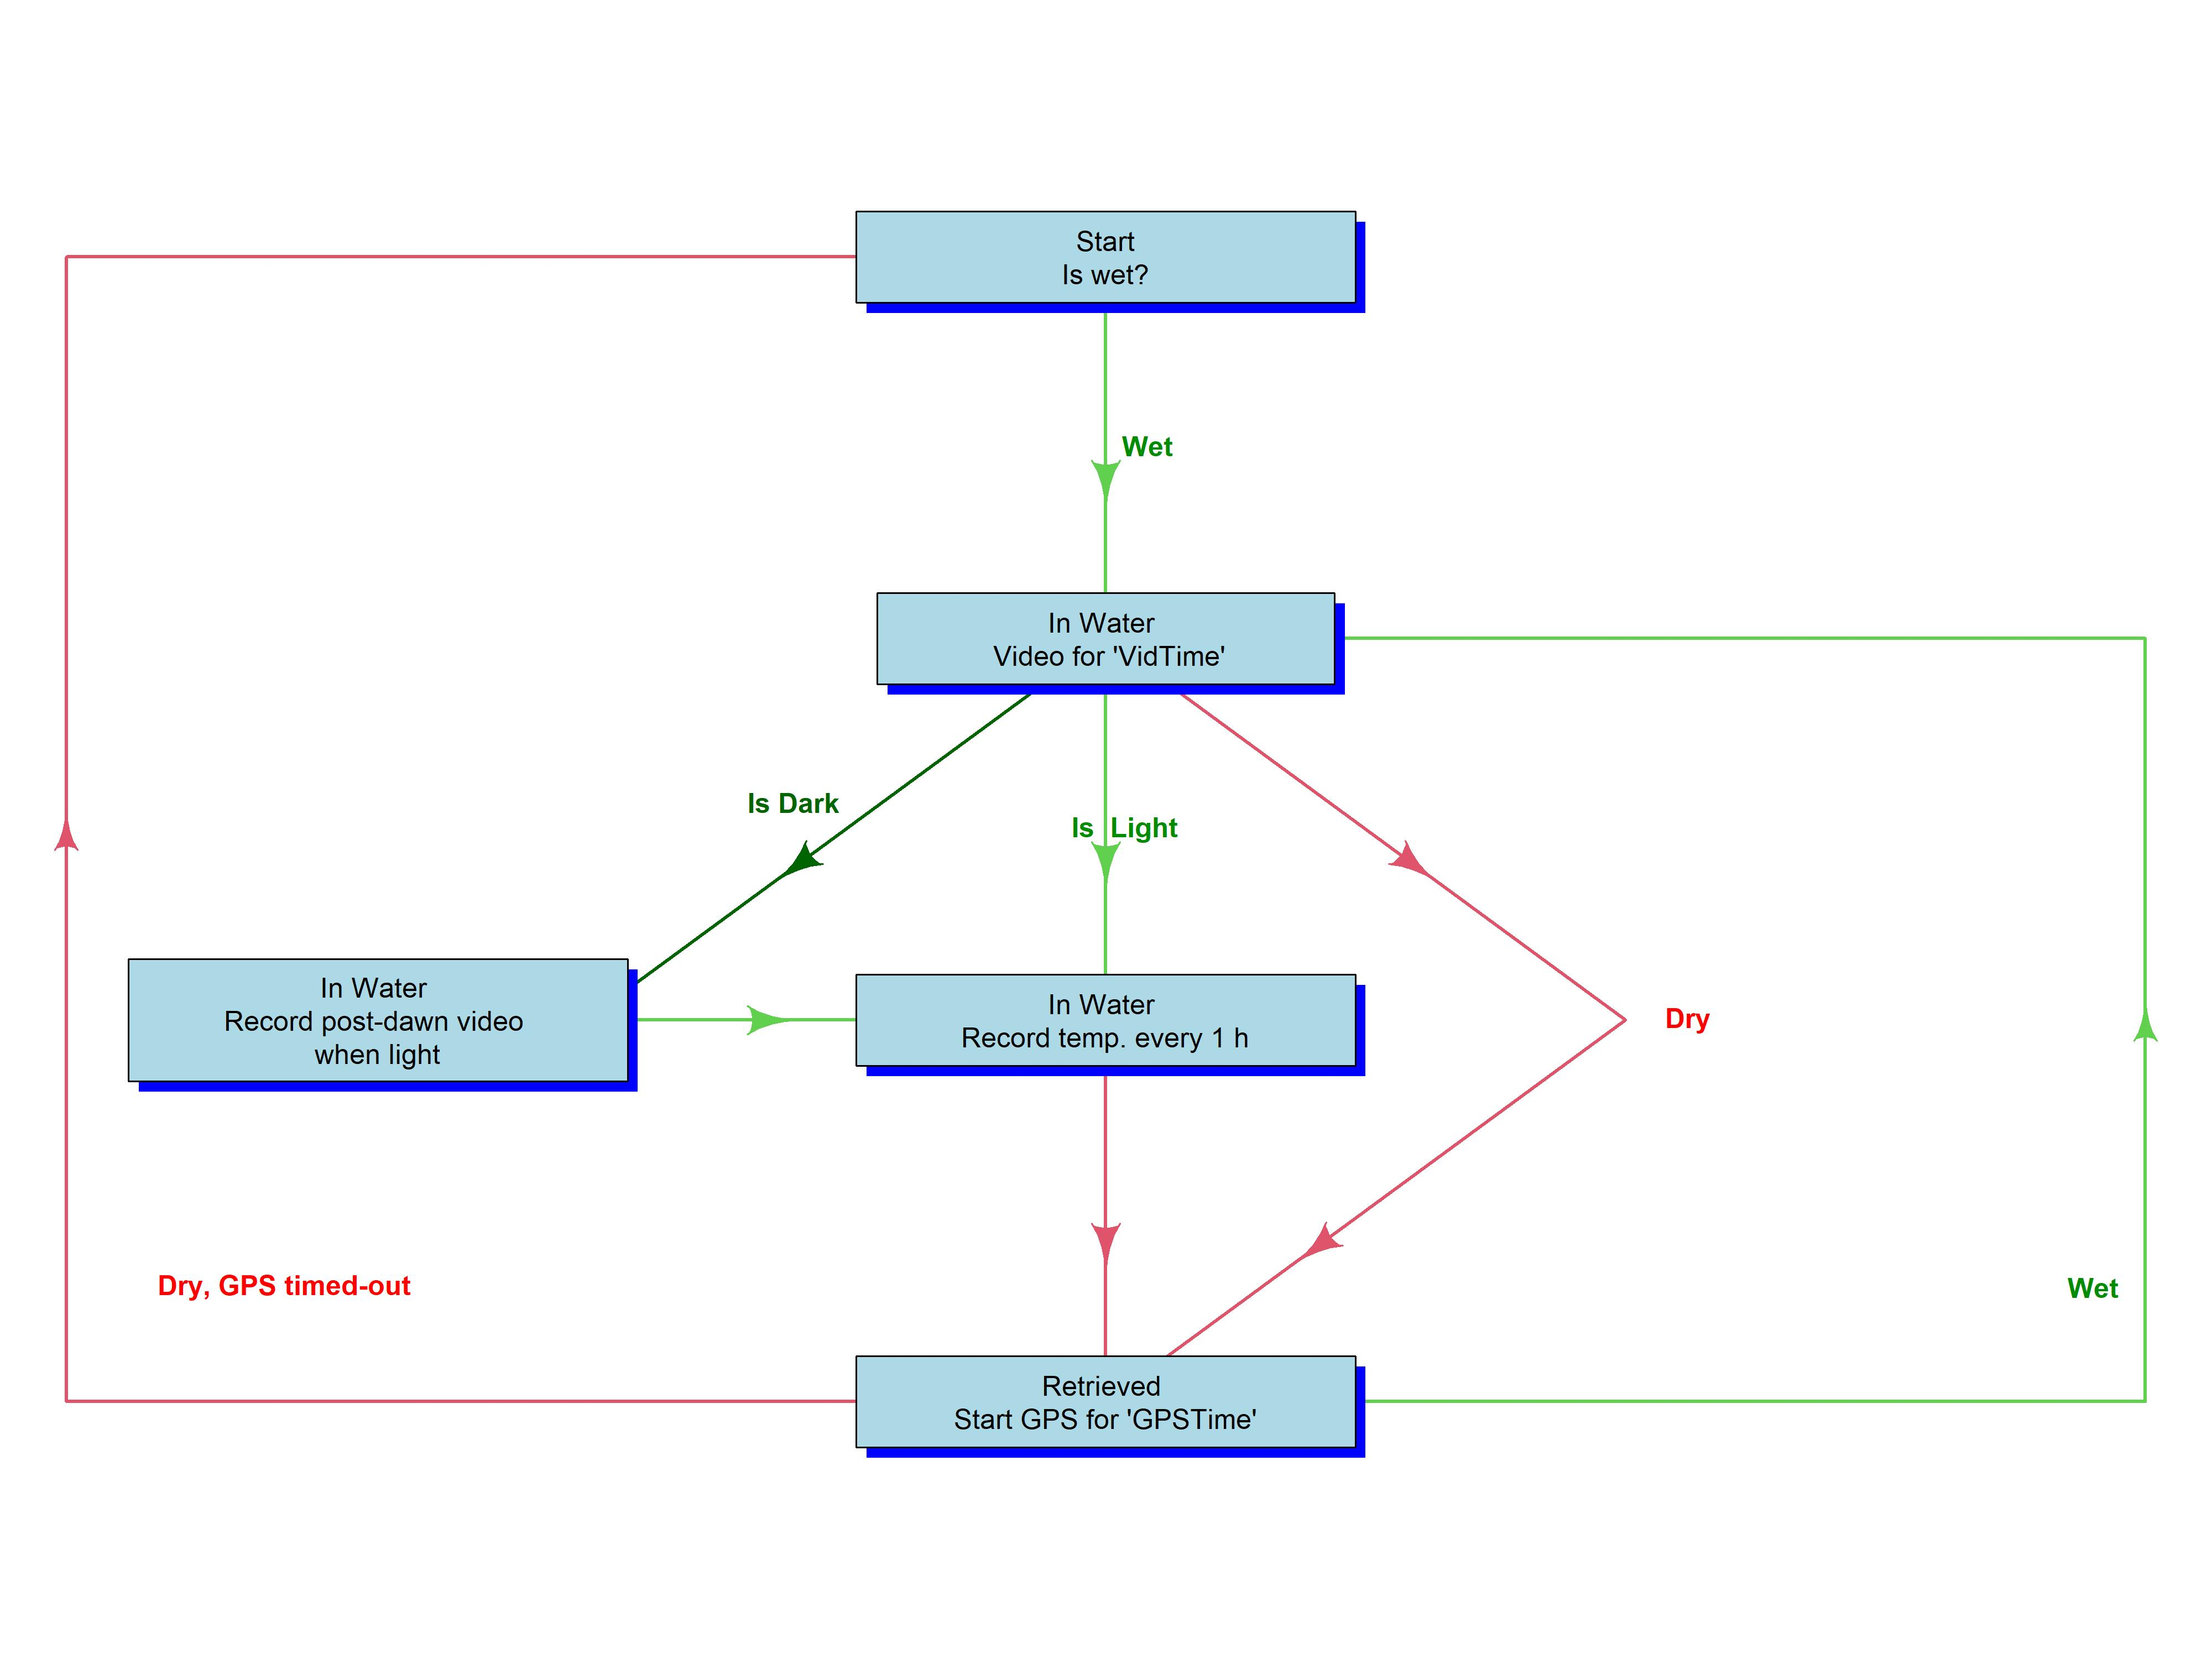 Start
Is wet?
Wet
In Water
Video for 'VidTime'
Is Dark
Is Light
In Water
Record post-dawn video
when light
In Water
Record temp. every 1 h
Dry
Dry, GPS timed-out
Wet
Retrieved
Start GPS for 'GPSTime'